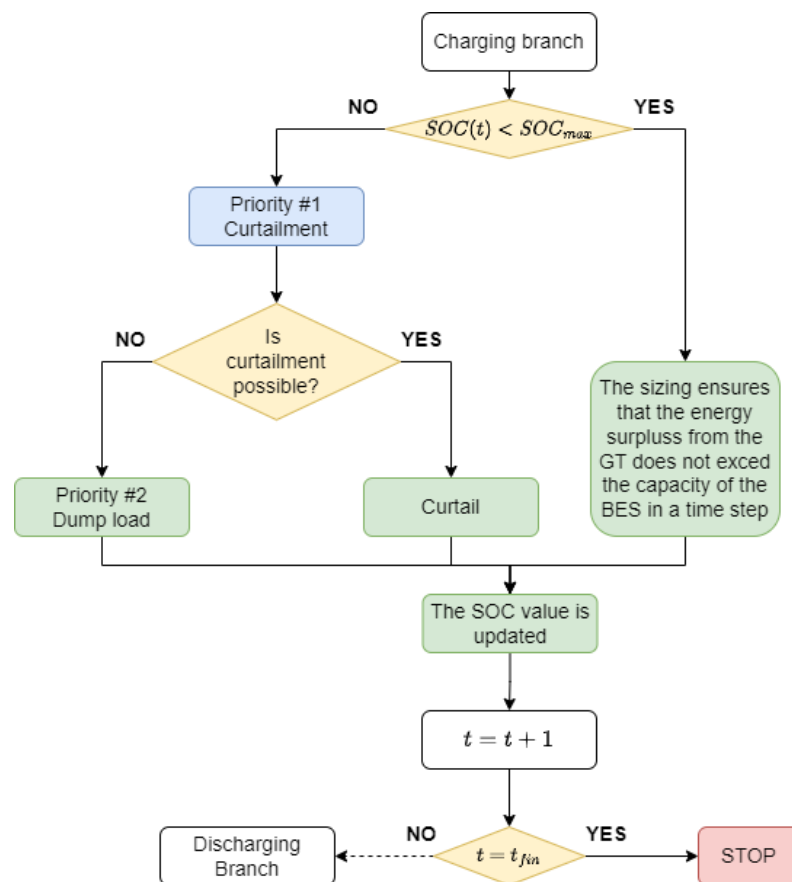 Charging branch
NO
YES
SOC(t) < SOC_max
Priority #1
Curtailment
NO
YES
Is
curtailment
possible?
The sizing ensures
that the energy
surpluss from the
GT does not exced
the capacity of the
BES in a time step
Priority #2
Dump load
Curtail
The SOC value is
updated
t = t + 1
NO
YES
Discharging
Branch
t = t_fin
STOP